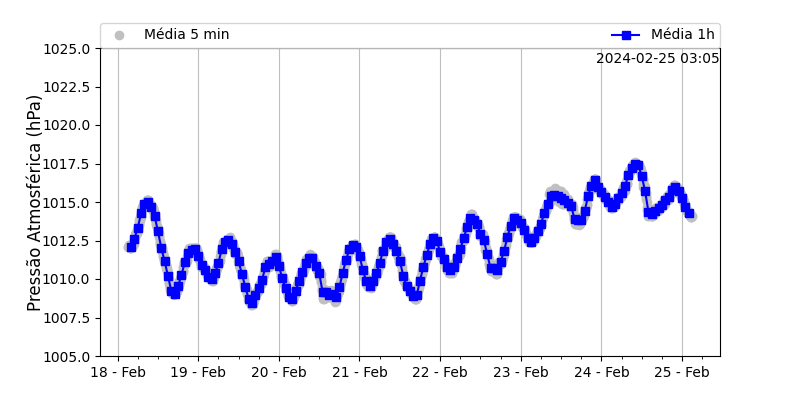 Média 5 min
Média 1h
2024-02-25 03:05
Pressão Atmosférica (hPa)
1025.0
1022.5
1020.0
1017.5
1015.0
1012.5
1010.0
1007.5
1005.0
18 - Feb
19 - Feb
20 - Feb
21 - Feb
22 - Feb
23 - Feb
24 - Feb
25 - Feb